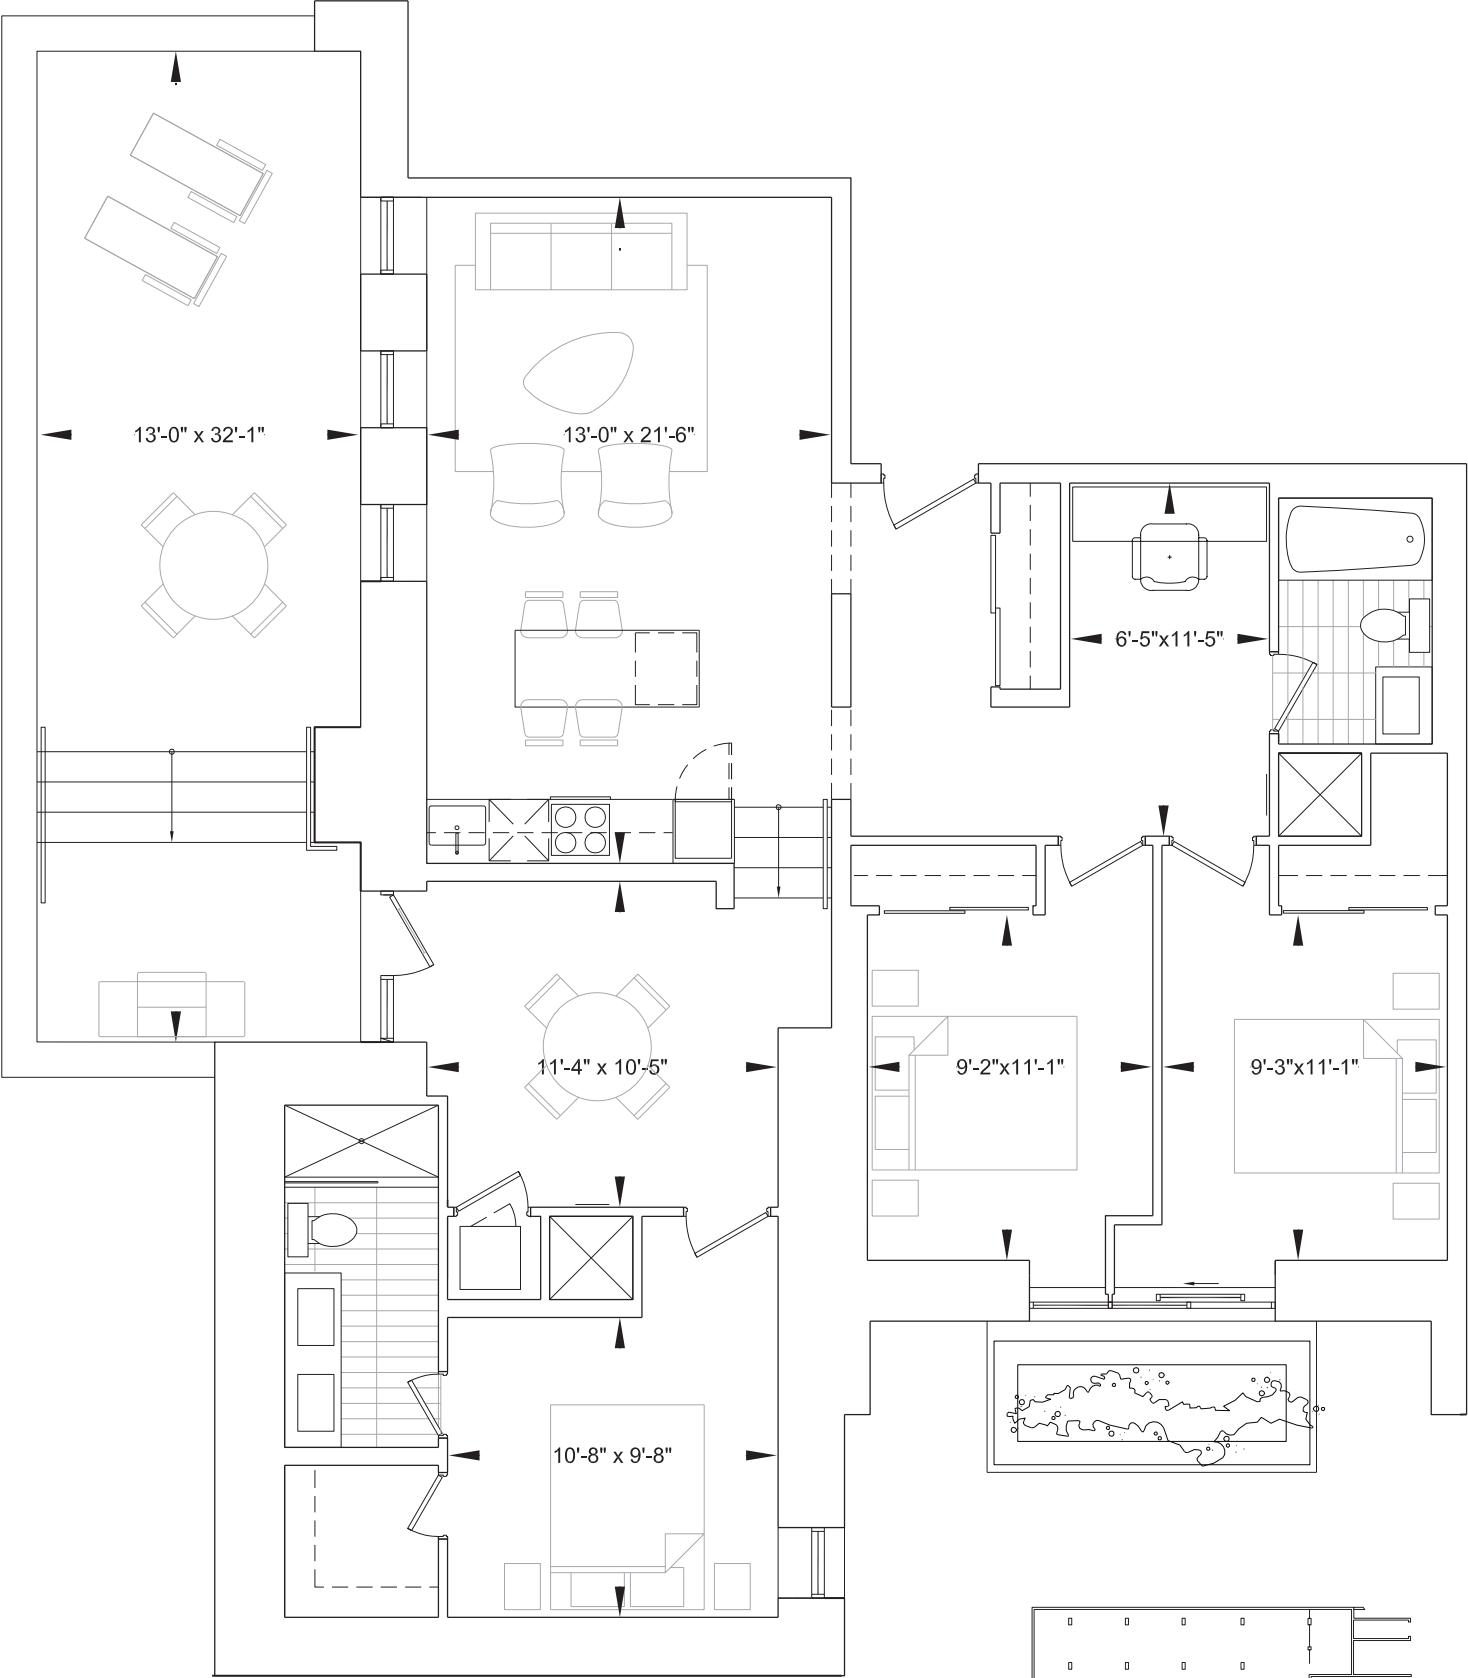 13'-0" x 32'-1"
13'-0" x 21'-6"
6'-5"x11'-5"
11'-4" x 10'-5"
9'-2"x11'-1"
9'-3"x11'-1"
10'-8" x 9'-8"